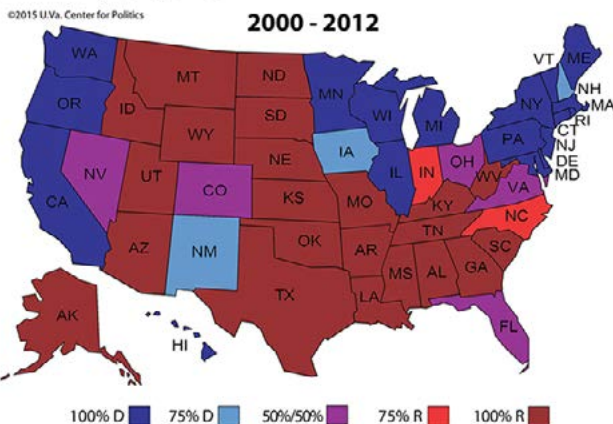 ©2015 U.Va. Center for Politics
2000 - 2012
WA
OR
CA
NV
ID
MT
WY
UT
CO
AZ
NM
ND
SD
NE
KS
OK
TX
MN
IA
MO
AR
LA
WI
IL
MI
IN
OH
KY
TN
MS
AL
GA
FL
SC
NC
VA
WV
PA
NY
VT
ME
NH
MA
RI
CT
NJ
DE
MD
AK
HI
100% D 75% D 50%/50% 75% R 100% R